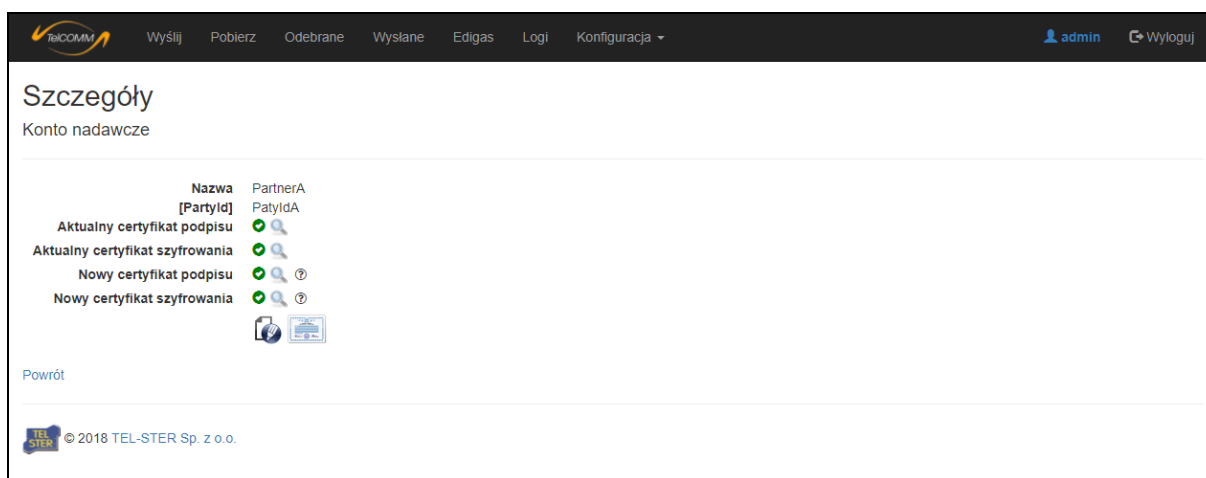 TelCOMM Wyślij Pobierz Odebrane Wysłane Edigas Logi Konfiguracja admin Wyloguj
Szczegóły
Konto nadawcze
Nazwa PartnerA
[PartyId] PatyIdA
Aktualny certyfikat podpisu
Aktualny certyfikat szyfrowania
Nowy certyfikat podpisu
Nowy certyfikat szyfrowania
Powrót
TEL
STER © 2018 TEL-STER Sp. z o.o.